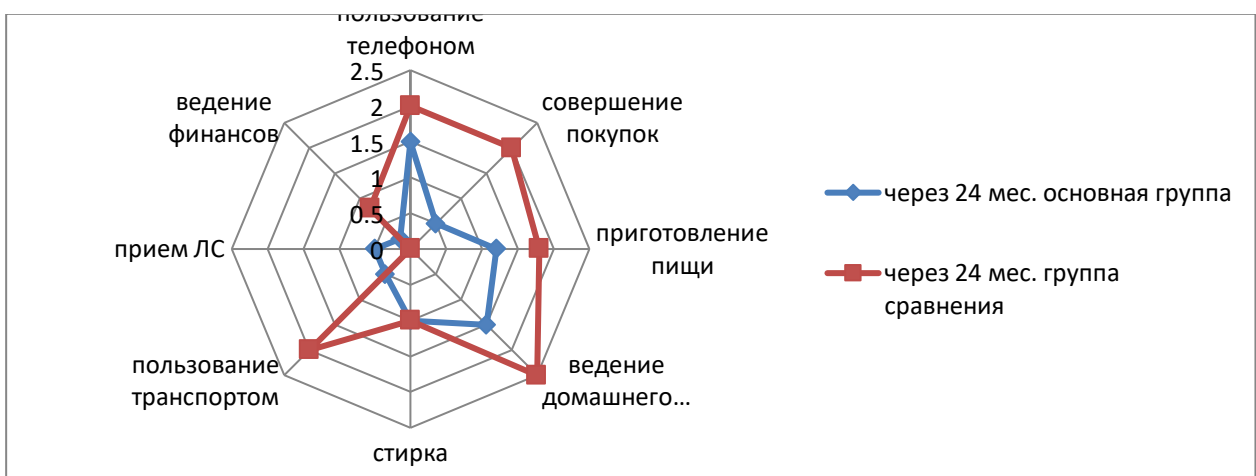 пользование
телефоном
2.5
2
1.5
1
0.5
0
ведение
финансов
совершение
покупок
прием ЛС
приготовление
пищи
пользование
транспортом
ведение
домашнего...
стирка
через 24 мес. основная группа
через 24 мес. группа
сравнения